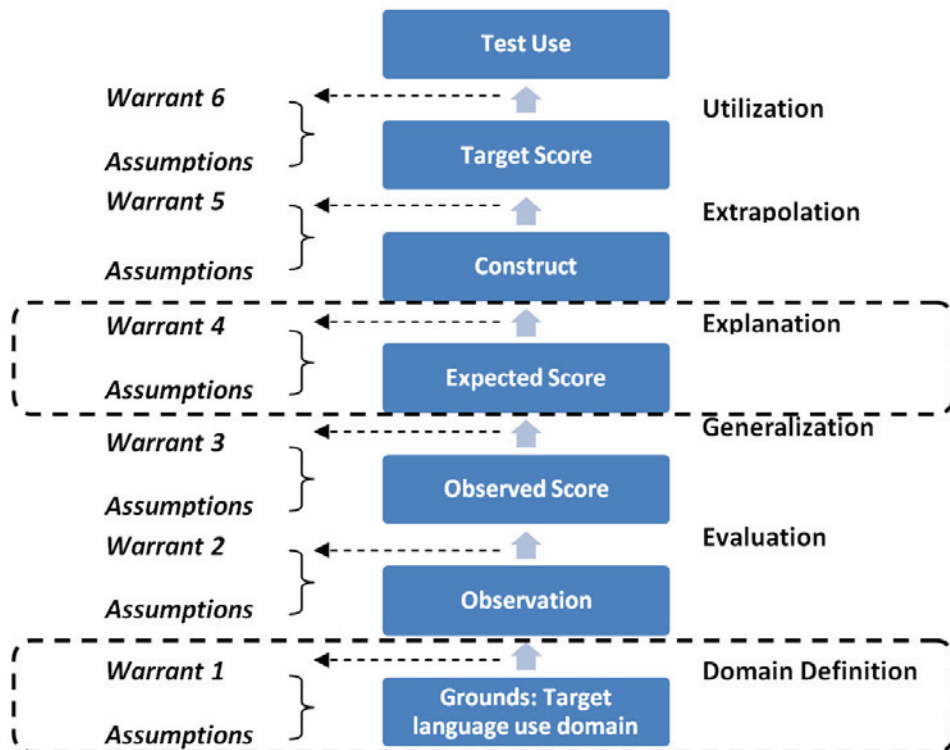 Test Use
Warrant 6
Utilization
Assumptions
Target Score
Warrant 5
Extrapolation
Assumptions
Construct
Warrant 4
Explanation
Assumptions
Expected Score
Warrant 3
Generalization
Assumptions
Observed Score
Warrant 2
Evaluation
Assumptions
Observation
Warrant 1
Domain Definition
Assumptions
Grounds: Target
language use domain